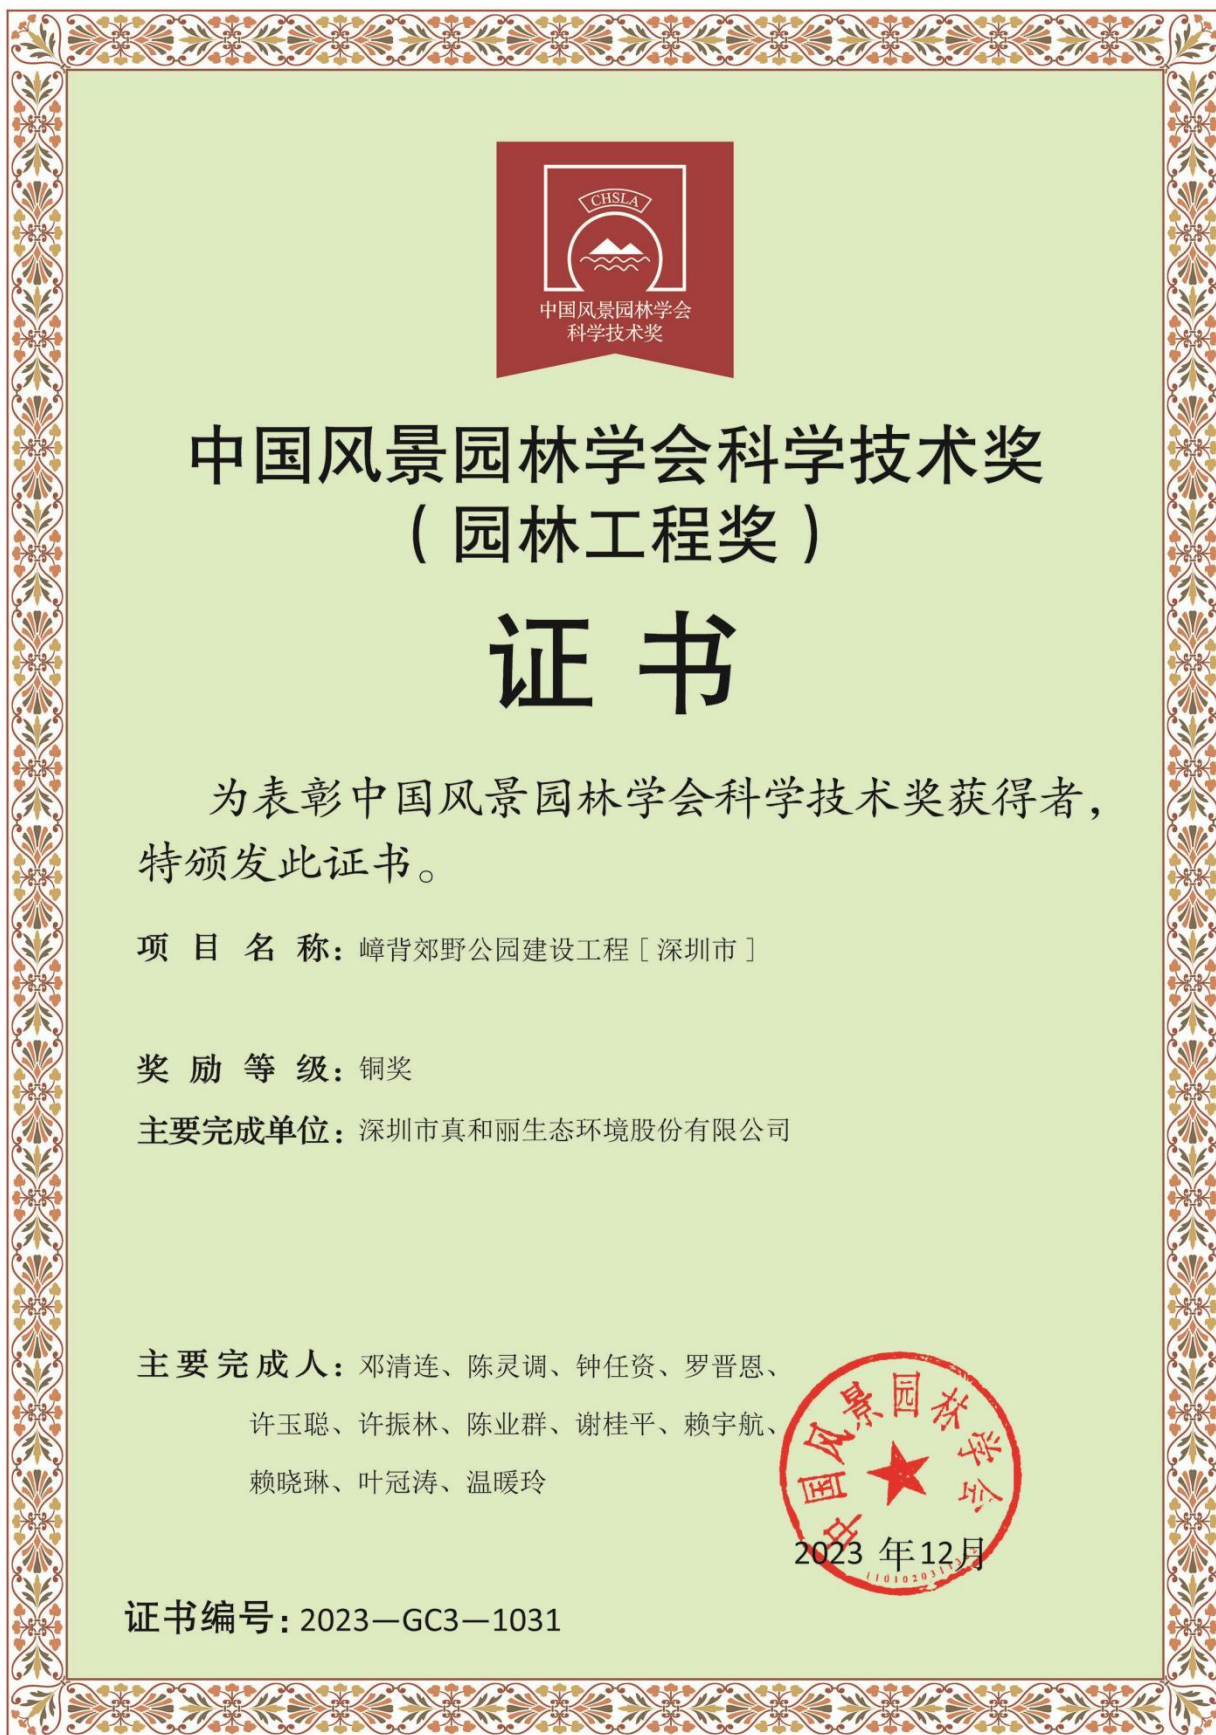 CHSLA
中国风景园林学会
科学技术奖
中国风景园林学会科学技术奖
（园林工程奖）
证书
为表彰中国风景园林学会科学技术奖获得者，
特颁发此证书。
项目名称：嶂背郊野公园建设工程［深圳市］
奖励等级：铜奖
主要完成单位：深圳市真和丽生态环境股份有限公司
主要完成人：邓清连、陈灵调、钟任资、罗晋恩、
许玉聪、许振林、陈业群、谢桂平、赖宇航、
赖晓琳、叶冠涛、温暖玲
中国风景园林学会
2023 年12月
证书编号：2023—GC3—1031